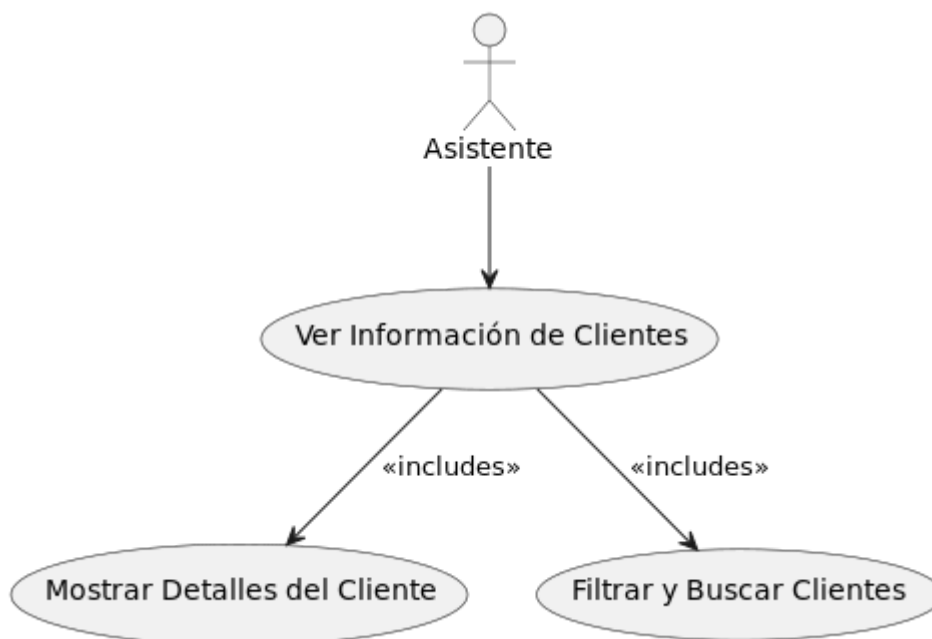 Asistente
Ver Información de Clientes
«includes»
«includes»
Mostrar Detalles del Cliente
Filtrar y Buscar Clientes